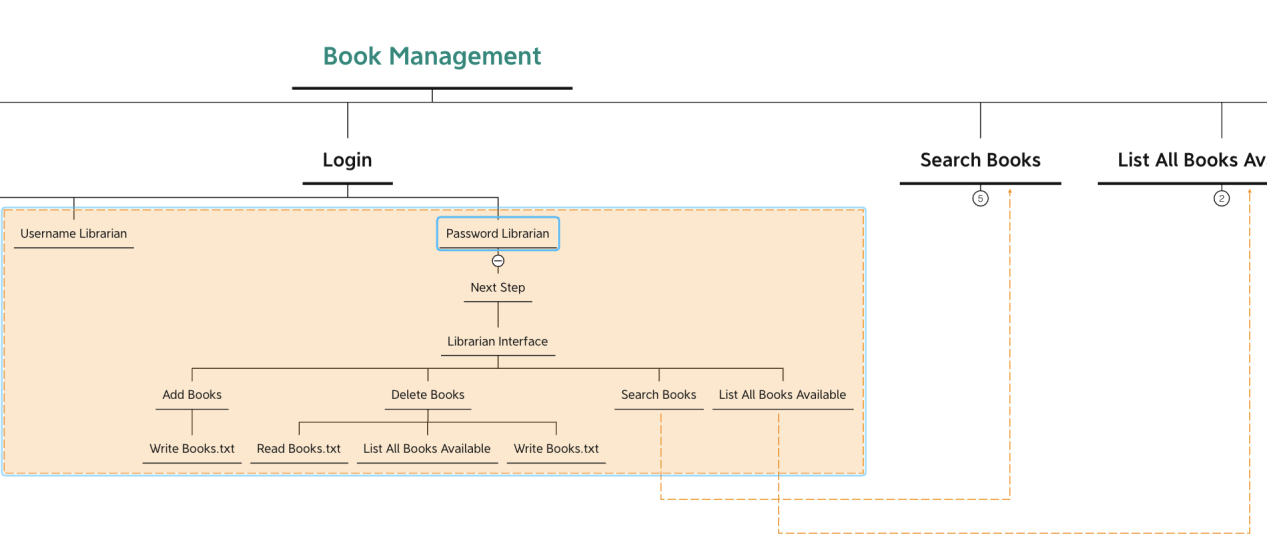 Book Management
Login
Search Books
List All Books Av
5
2
Username Librarian
Password Librarian
Next Step
Librarian Interface
Add Books
Delete Books
Search Books
List All Books Available
Write Books.txt
Read Books.txt
List All Books Available
Write Books.txt